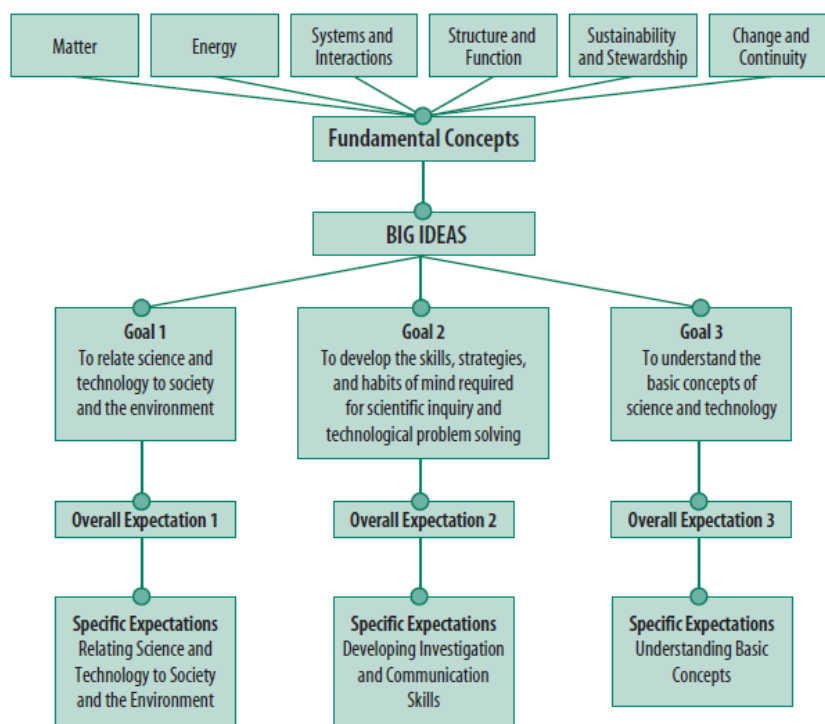 Matter
Energy
Systems and
Interactions
Structure and
Function
Sustainability
and Stewardship
Change and
Continuity
Fundamental Concepts
BIG IDEAS
Goal 1
To relate science and
technology to society
and the environment
Goal 2
To develop the skills, strategies,
and habits of mind required
for scientific inquiry and
technological problem solving
Goal 3
To understand the
basic concepts of
science and technology
Overall Expectation 1
Overall Expectation 2
Overall Expectation 3
Specific Expectations
Relating Science and
Technology to Society
and the Environment
Specific Expectations
Developing Investigation
and Communication
Skills
Specific Expectations
Understanding Basic
Concepts